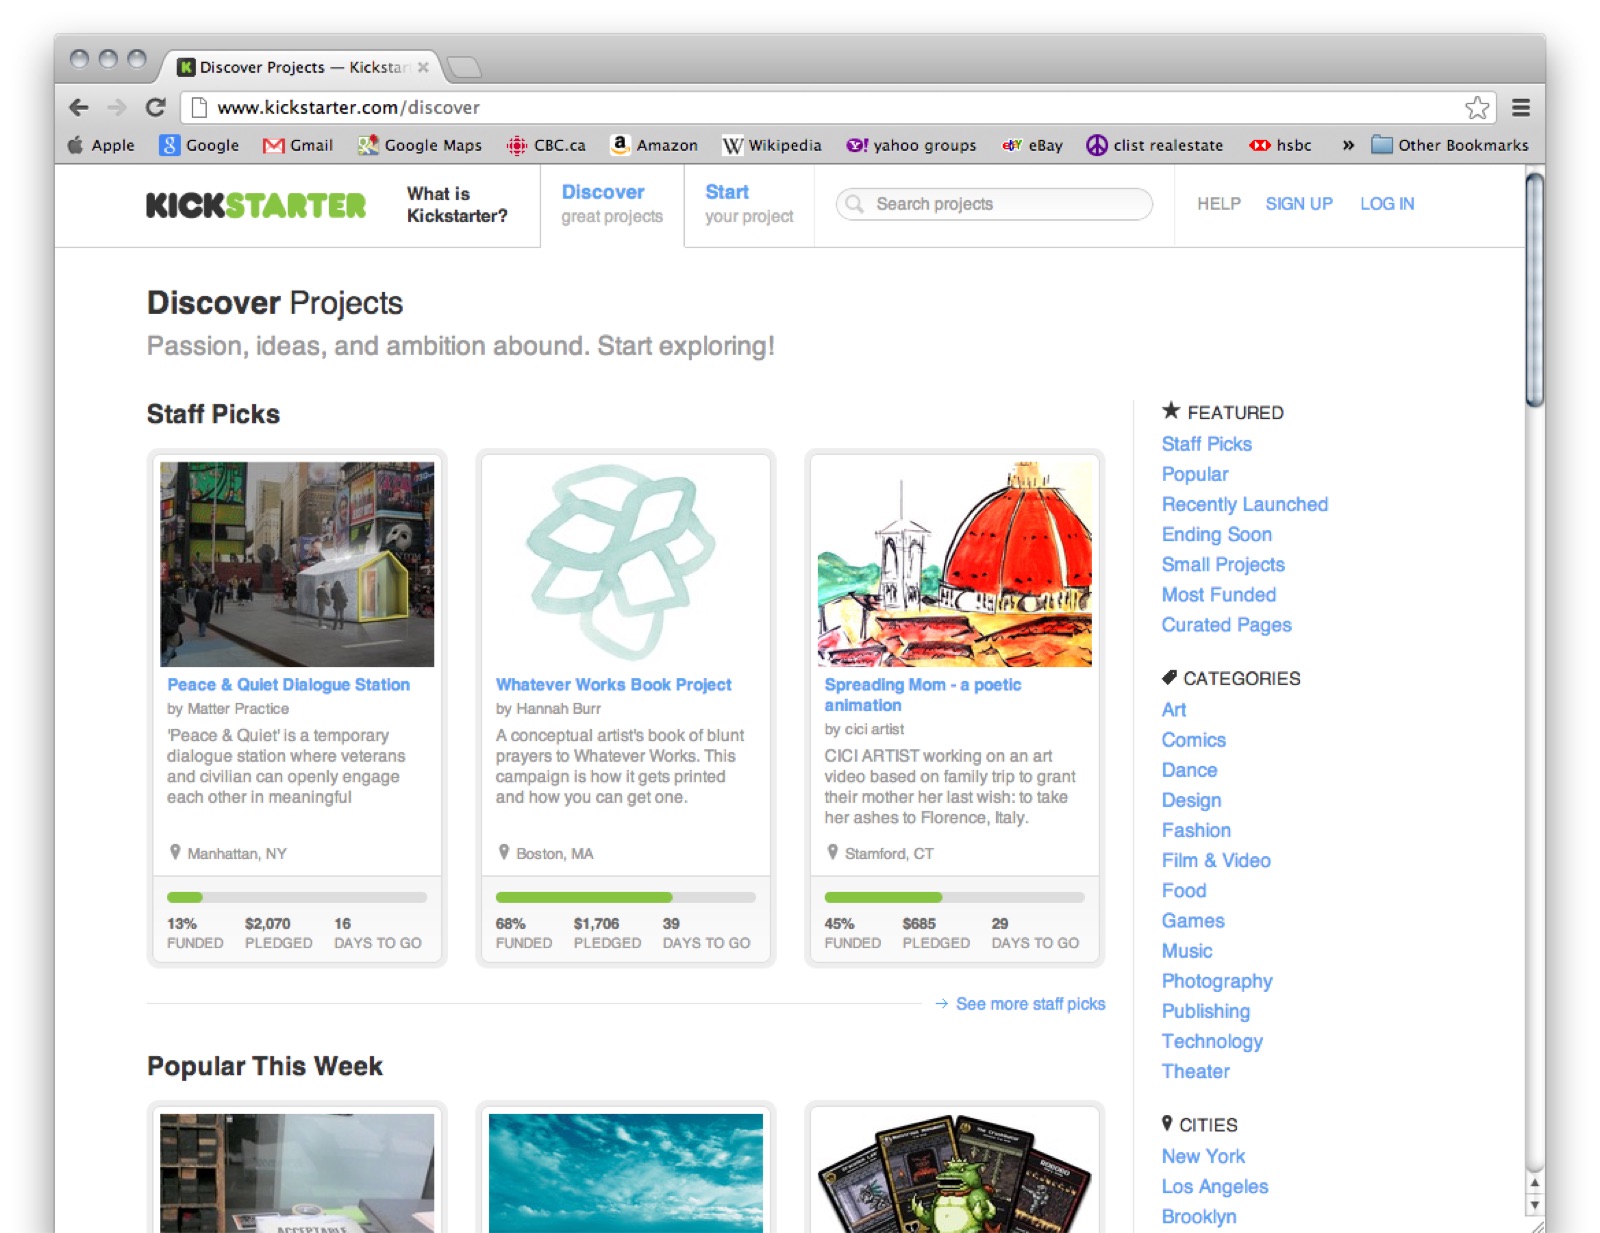 Discover Projects — Kickstar
www.kickstarter.com/discover
Apple Google Gmail Google Maps CBC.ca Amazon Wikipedia yahoo groups eBay clist realestate hsbc » Other Bookmarks
KICKSTARTER
What is
Kickstarter?
Discover
great projects
Start
your project
Search projects
HELP SIGN UP LOG IN
Discover Projects
Passion, ideas, and ambition abound. Start exploring!
Staff Picks
Peace & Quiet Dialogue Station
by Matter Practice
'Peace & Quiet' is a temporary
dialogue station where veterans
and civilian can openly engage
each other in meaningful
Manhattan, NY
13% $2,070 16
FUNDED PLEDGED DAYS TO GO
Whatever Works Book Project
by Hannah Burr
A conceptual artist's book of blunt
prayers to Whatever Works. This
campaign is how it gets printed
and how you can get one.
Boston, MA
68% $1,706 39
FUNDED PLEDGED DAYS TO GO
Spreading Mom - a poetic
animation
by cici artist
CICI ARTIST working on an art
video based on family trip to grant
their mother her last wish: to take
her ashes to Florence, Italy.
Stamford, CT
45% $685 29
FUNDED PLEDGED DAYS TO GO
→ See more staff picks
Popular This Week
ACCEPTABLE
ROBOBO
FEATURED
Staff Picks
Popular
Recently Launched
Ending Soon
Small Projects
Most Funded
Curated Pages
CATEGORIES
Art
Comics
Dance
Design
Fashion
Film & Video
Food
Games
Music
Photography
Publishing
Technology
Theater
CITIES
New York
Los Angeles
Brooklyn